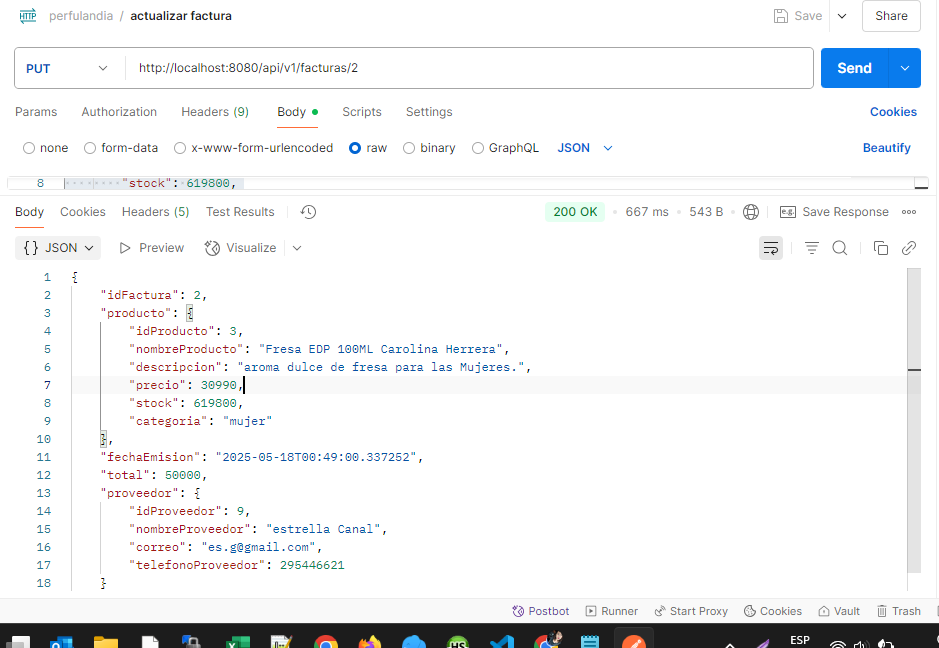 HTTP perfulandia / actualizar factura Save Share
PUT http://localhost:8080/api/v1/facturas/2 Send
Params Authorization Headers (9) Body Scripts Settings Cookies
none form-data x-www-form-urlencoded raw binary GraphQL JSON Beautify
8 "stock": 619800,
Body Cookies Headers (5) Test Results 200 OK 667 ms 543 B e.g. Save Response
{} JSON Preview Visualize
1 {
2 "idFactura": 2,
3 "producto": {
4 "idProducto": 3,
5 "nombreProducto": "Fresa EDP 100ML Carolina Herrera",
6 "descripcion": "aroma dulce de fresa para las Mujeres.",
7 "precio": 30990,
8 "stock": 619800,
9 "categoria": "mujer"
10 },
11 "fechaEmision": "2025-05-18T00:49:00.337252",
12 "total": 50000,
13 "proveedor": {
14 "idProveedor": 9,
15 "nombreProveedor": "estrella Canal",
16 "correo": "es.g@gmail.com",
17 "telefonoProveedor": 295446621
18 }
Postbot Runner Start Proxy Cookies Vault Trash
HS ESP